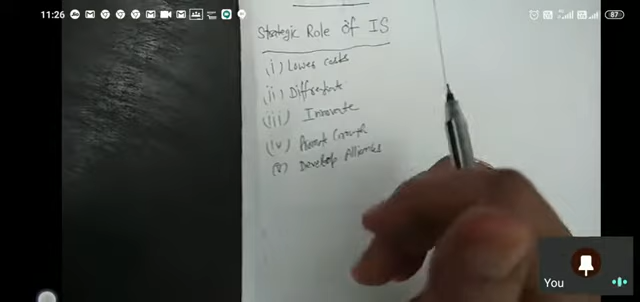 11:26
87
Strategic Role of IS
(i) Lower costs
(ii) Differentiate
(iii) Innovate
(iv) Promote Growth
(v) Develop Alliances
You